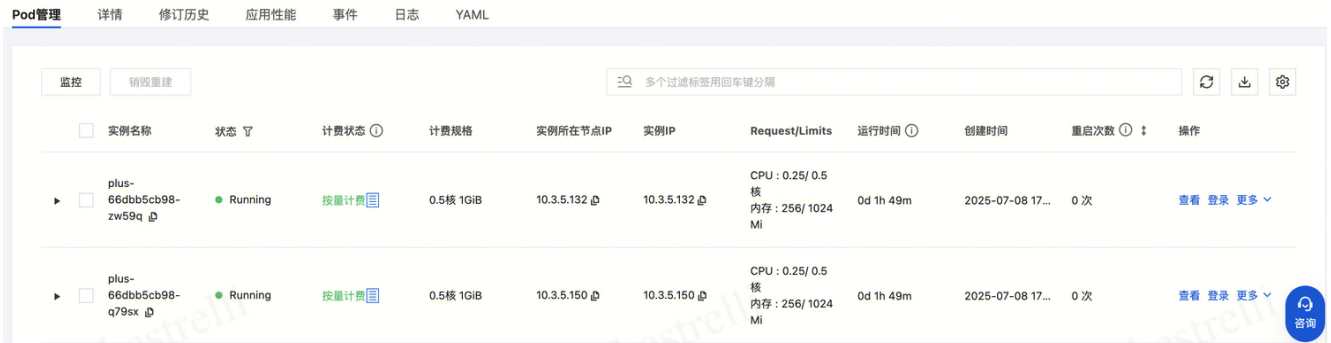 Pod管理 详情 修订历史 应用性能 事件 日志 YAML
监控 销毁重建 多个过滤标签用回车键分隔
实例名称 状态 计费状态 计费规格 实例所在节点IP 实例IP Request/Limits 运行时间 创建时间 重启次数 操作
plus-
66dbb5cb98-
zw59q
Running 按量计费 0.5核 1GiB 10.3.5.132 10.3.5.132
CPU : 0.25/ 0.5
核
内存 : 256/ 1024
Mi
0d 1h 49m 2025-07-08 17... 0 次 查看 登录 更多
plus-
66dbb5cb98-
q79sx
Running 按量计费 0.5核 1GiB 10.3.5.150 10.3.5.150
CPU : 0.25/ 0.5
核
内存 : 256/ 1024
Mi
0d 1h 49m 2025-07-08 17... 0 次 查看 登录 更多
咨询